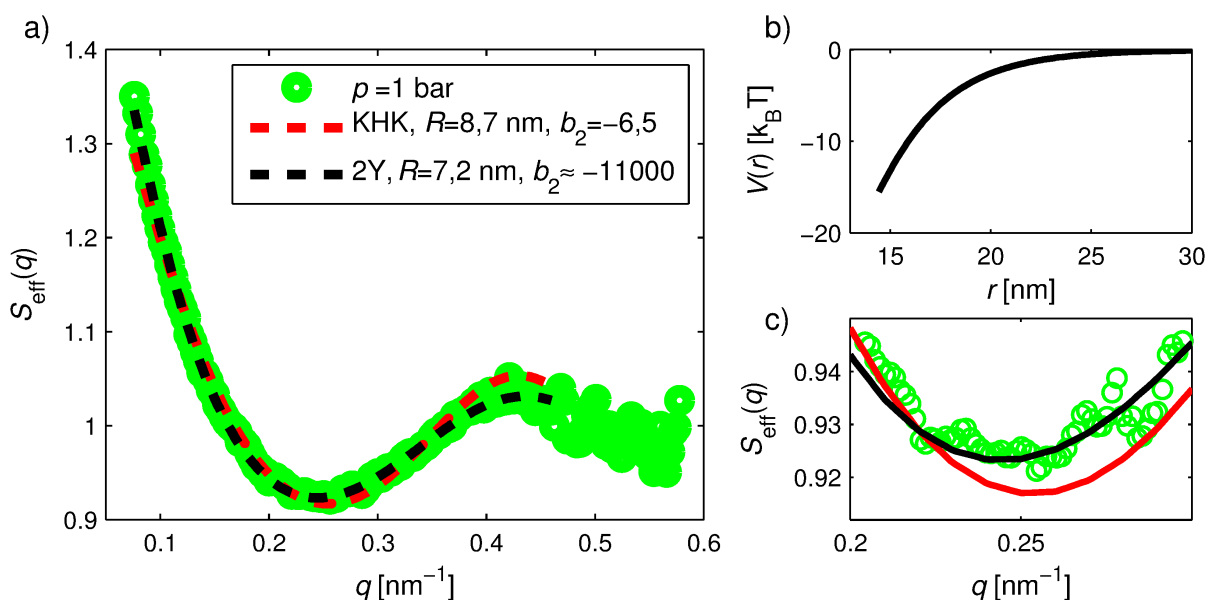 a)
1.4
1.3
1.2
1.1
1
0.9
S_eff(q)
0.1 0.2 0.3 0.4 0.5 0.6
q [nm⁻¹]
p =1 bar
KHK, R=8,7 nm, b₂=−6,5
2Y, R=7,2 nm, b₂≈ −11000
b)
0
−10
−20
V(r) [k_BT]
15 20 25 30
r [nm]
c)
0.94
0.93
0.92
S_eff(q)
0.2 0.25
q [nm⁻¹]